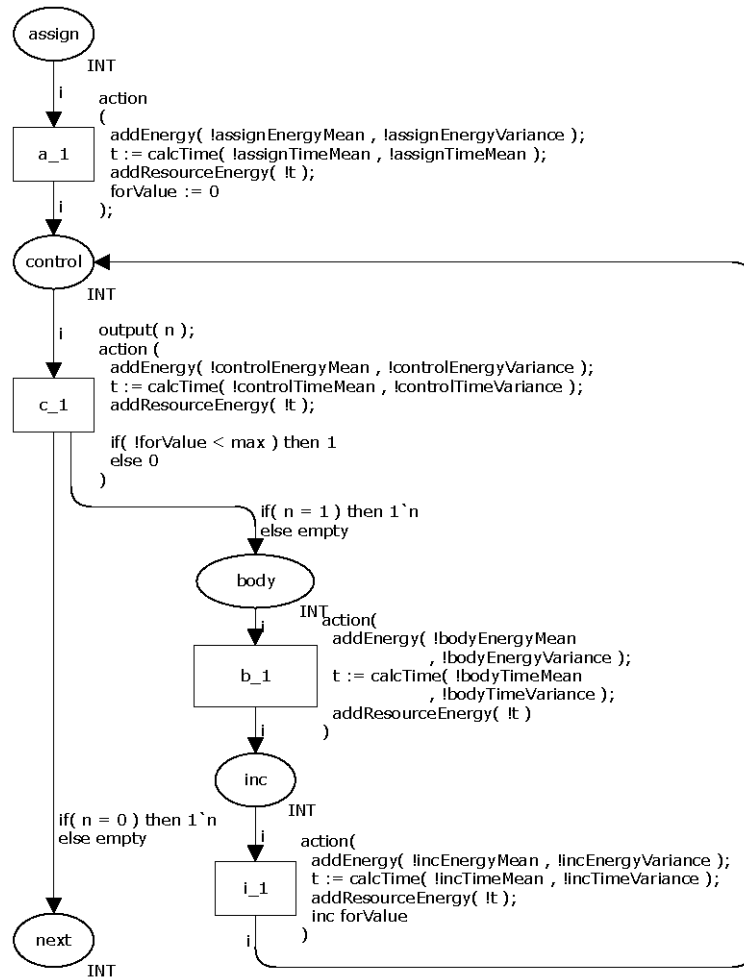 assign
INT
i
action
(
addEnergy( !assignEnergyMean , !assignEnergyVariance );
t := calcTime( !assignTimeMean , !assignTimeMean );
addResourceEnergy( !t );
forValue := 0
);
a_1
i
control
INT
i
output( n );
action (
addEnergy( !controlEnergyMean , !controlEnergyVariance );
t := calcTime( !controlTimeMean , !controlTimeVariance );
addResourceEnergy( !t );
if( !forValue < max ) then 1
else 0
)
c_1
if( n = 1 ) then 1`n
else empty
body
INT
i
action(
addEnergy( !bodyEnergyMean
, !bodyEnergyVariance );
t := calcTime( !bodyTimeMean
, !bodyTimeVariance );
addResourceEnergy( !t )
)
b_1
i
inc
INT
if( n = 0 ) then 1`n
else empty
i
action(
addEnergy( !incEnergyMean , !incEnergyVariance );
t := calcTime( !incTimeMean , !incTimeVariance );
addResourceEnergy( !t );
inc forValue
)
i_1
i
next
INT